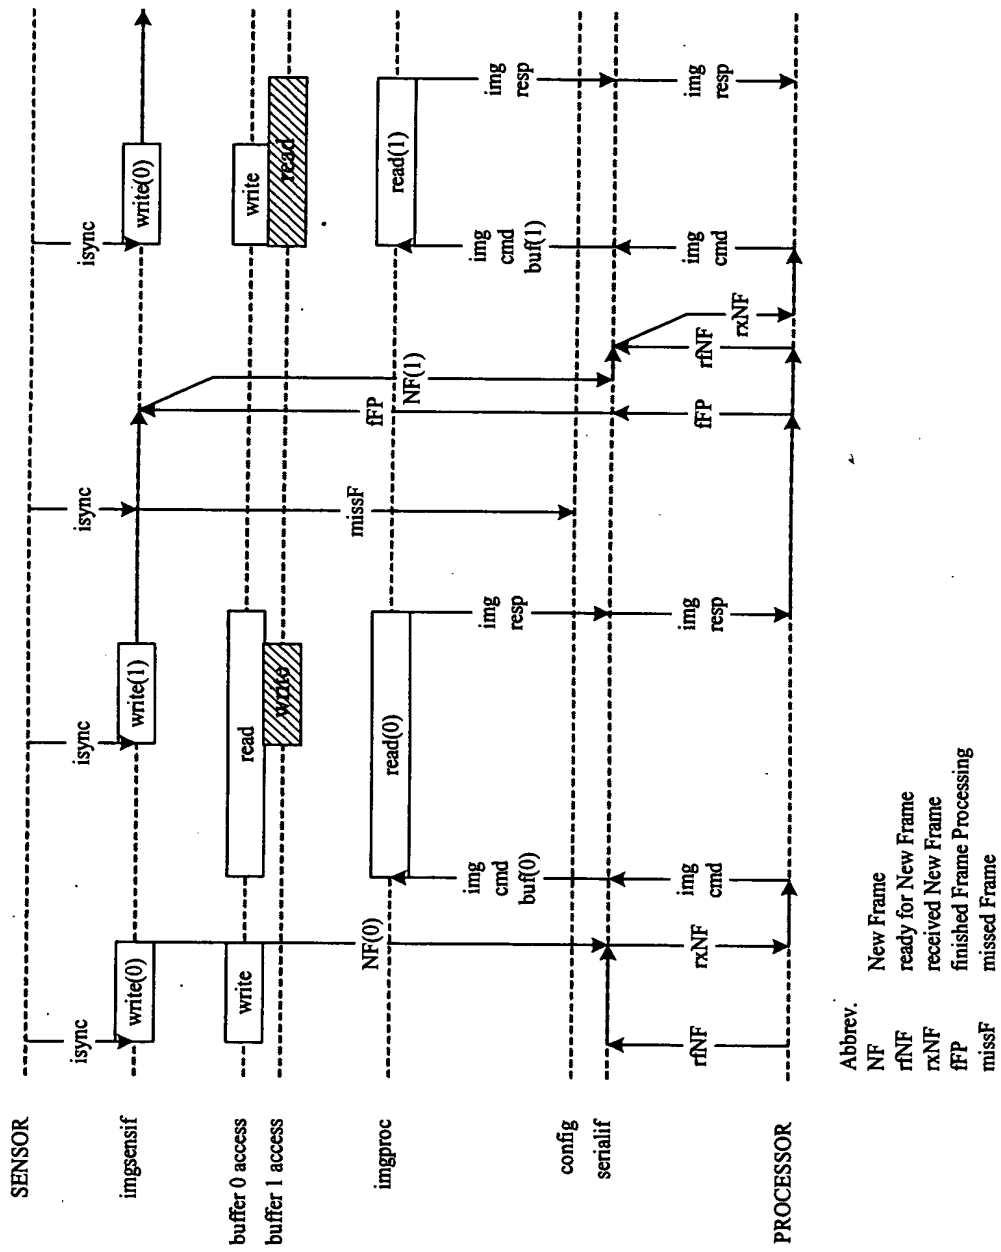 SENSOR
isync
isync
isync
isync
imgsensif
write(0)
write(1)
write(0)
buffer 0 access
write
read
write
buffer 1 access
write
read
NF(0)
missF
fFP
NF(1)
imgproc
read(0)
read(1)
img
cmd
buf(0)
img
resp
img
cmd
buf(1)
img
resp
config
serialif
rfNF
rxNF
img
cmd
img
resp
fFP
rfNF
rxNF
img
cmd
img
resp
PROCESSOR
Abbrev.
NF New Frame
rfNF ready for New Frame
rxNF received New Frame
fFP finished Frame Processing
missF missed Frame